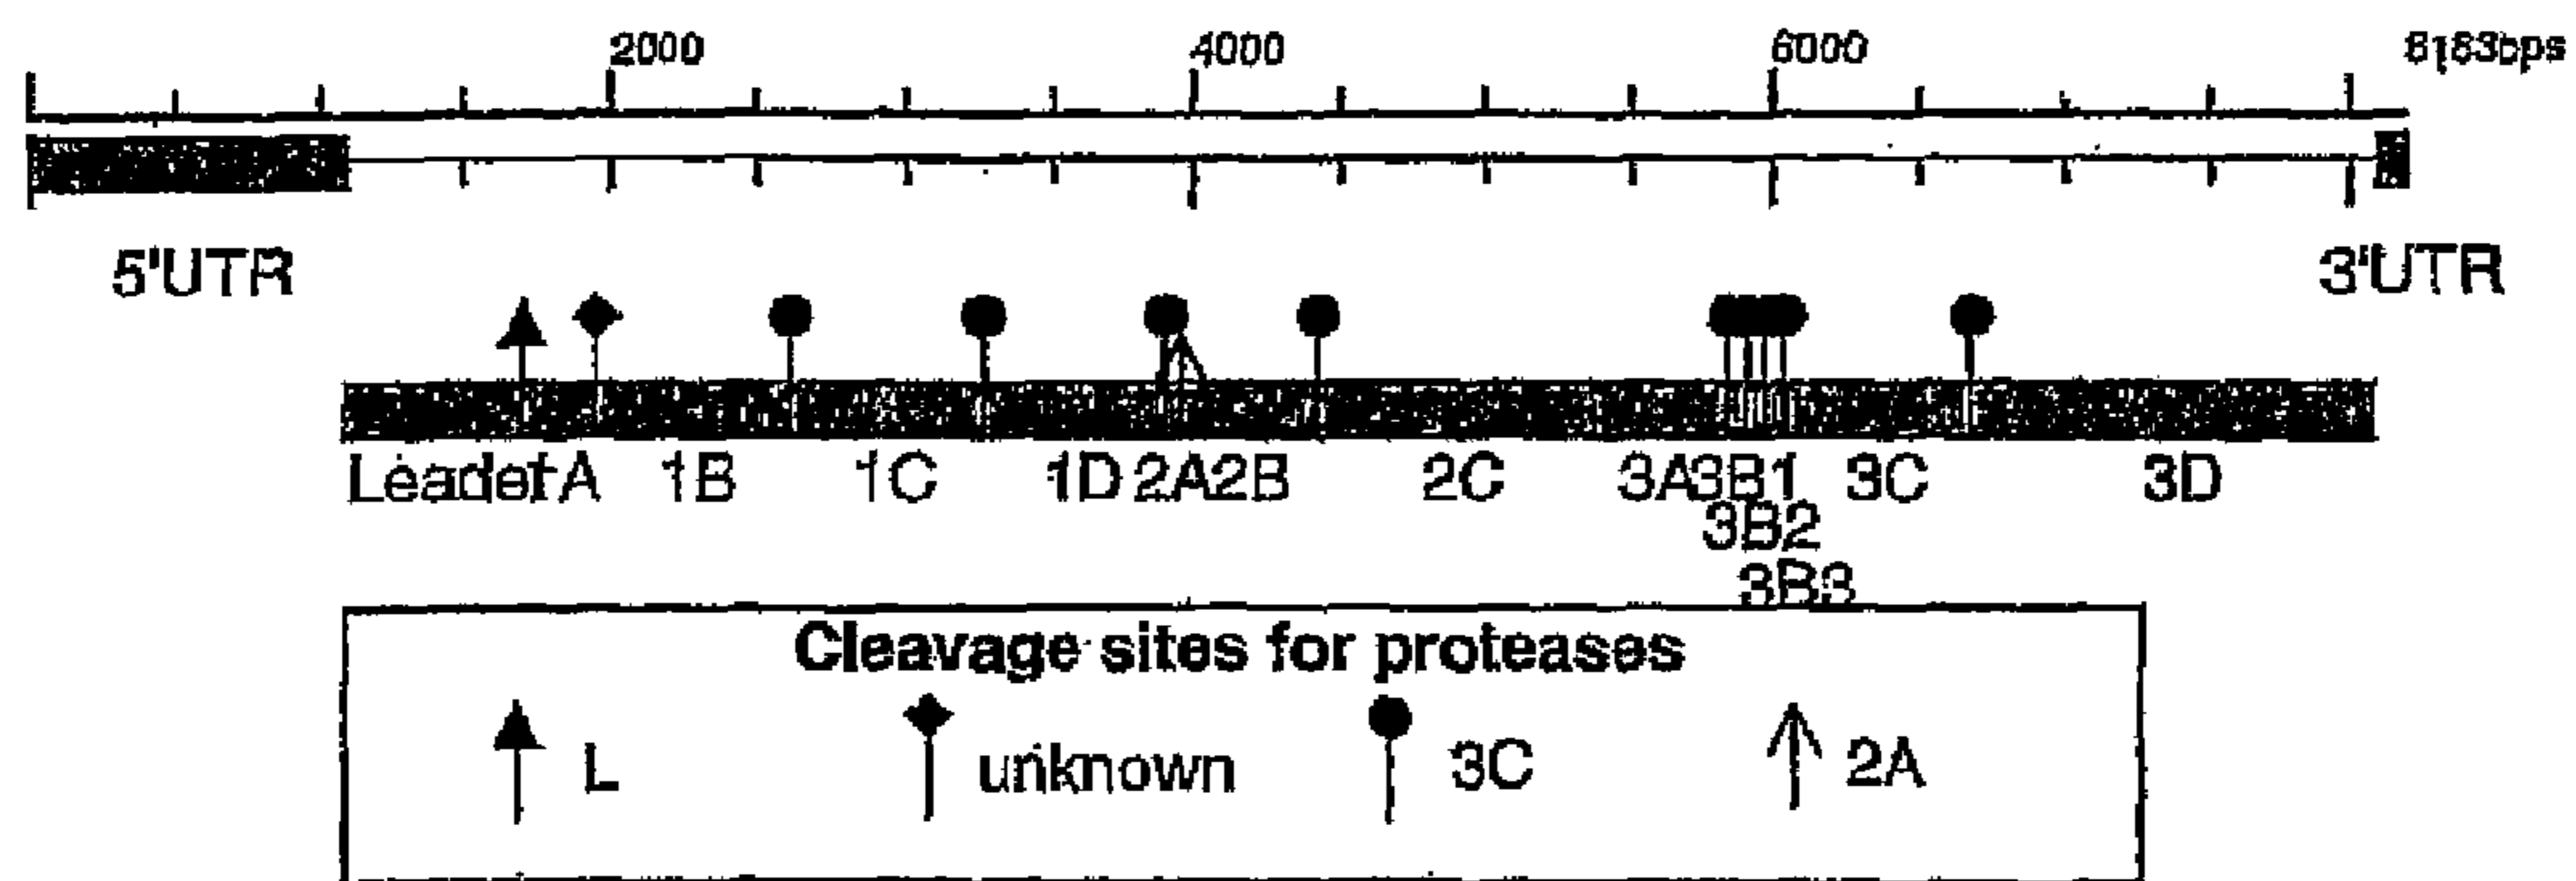 2000 4000 6000 8183bps
5'UTR 3'UTR
Leader 1A 1B 1C 1D 2A 2B 2C 3A 3B1 3C 3D
3B2
3B3
Cleavage sites for proteases
L unknown 3C 2A